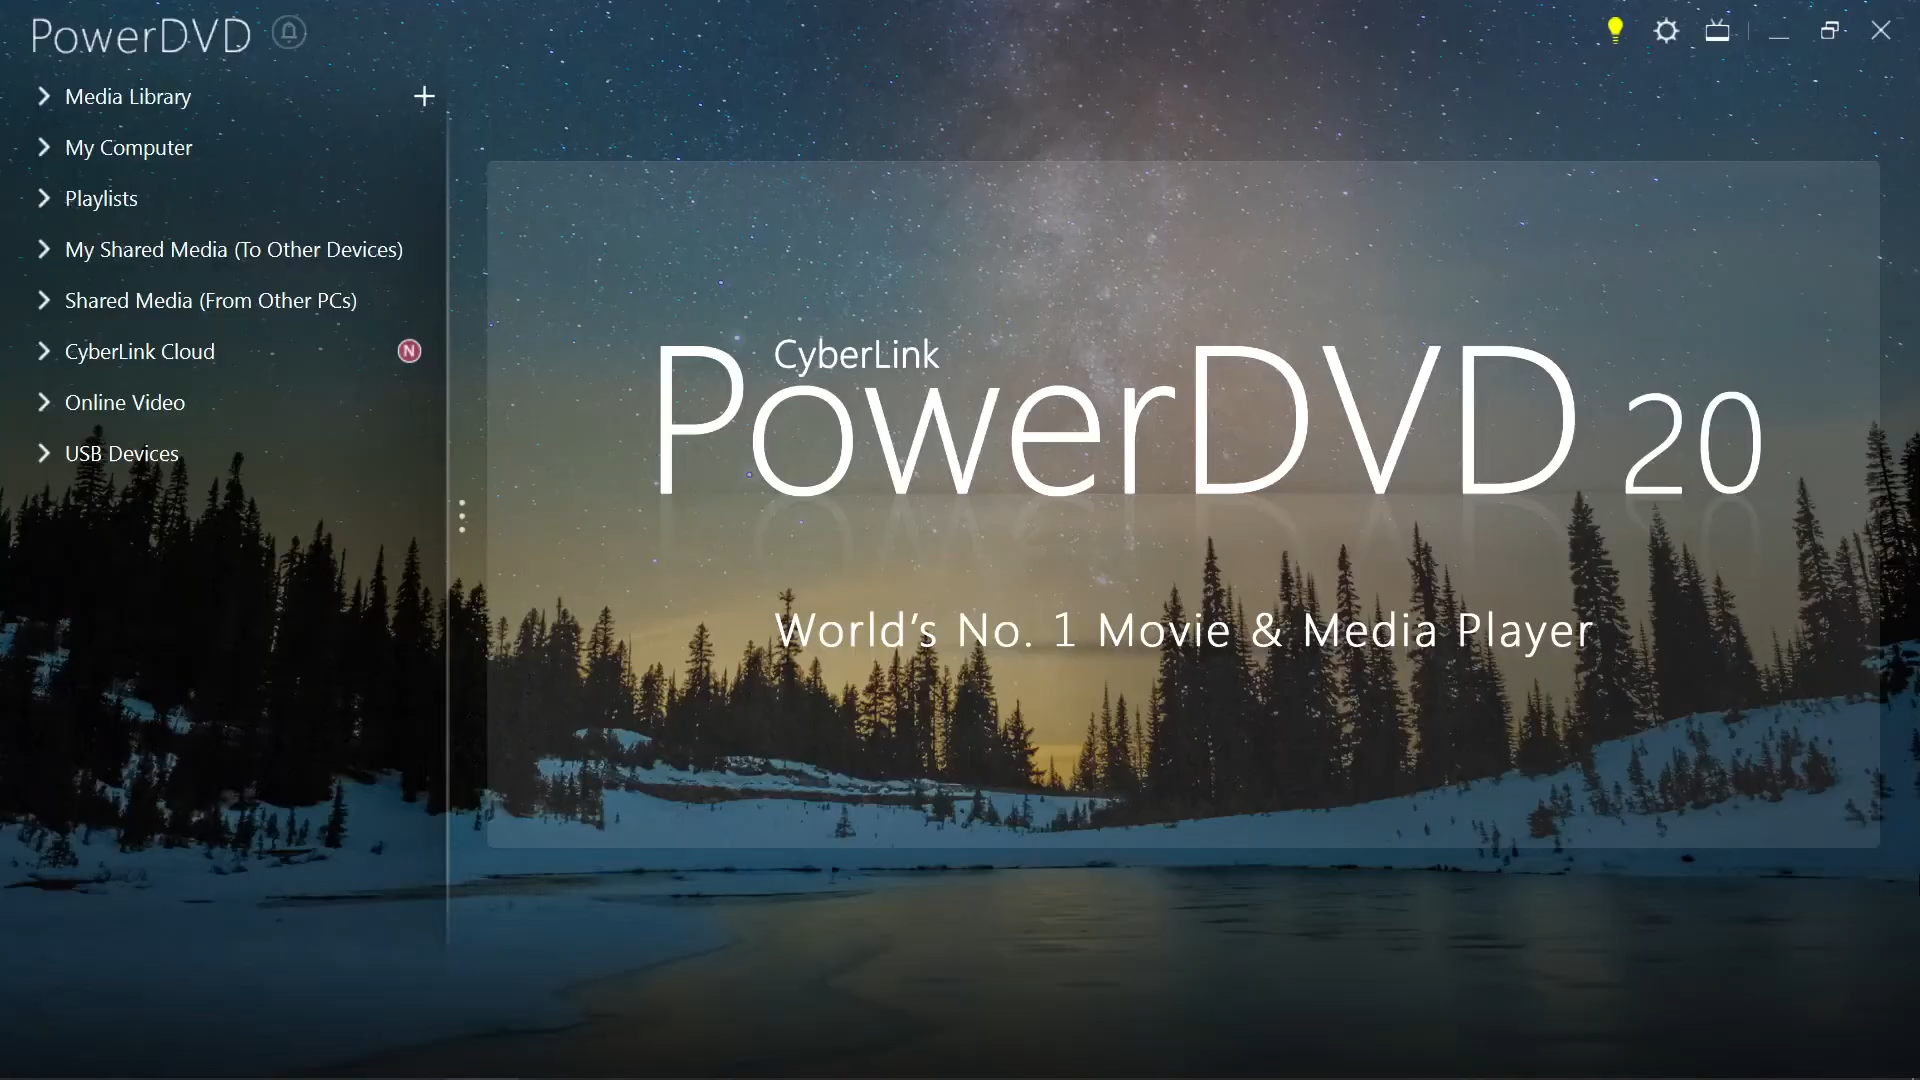 PowerDVD
Media Library
My Computer
Playlists
My Shared Media (To Other Devices)
Shared Media (From Other PCs)
CyberLink Cloud
N
Online Video
USB Devices
CyberLink
PowerDVD 20
World's No. 1 Movie & Media Player